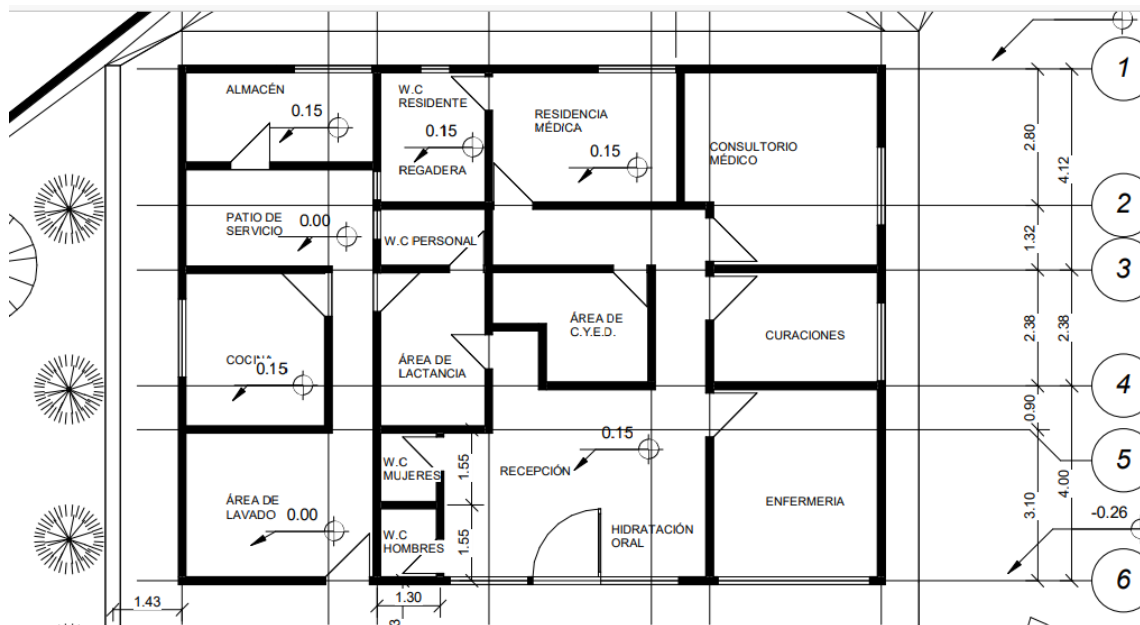 ALMACÉN
0.15
W.C
RESIDENTE
0.15
REGADERA
RESIDENCIA
MÉDICA
0.15
CONSULTORIO
MÉDICO
1
2.80
4.12
PATIO DE
SERVICIO
0.00
W.C PERSONAL
2
1.32
3
COCINA
0.15
ÁREA DE
LACTANCIA
ÁREA DE
C.Y.E.D.
CURACIONES
2.38
2.38
4
0.90
W.C
MUJERES
1.55
RECEPCIÓN
0.15
5
ÁREA DE
LAVADO
0.00
W.C
HOMBRES
1.55
HIDRATACIÓN
ORAL
ENFERMERIA
3.10
4.00
-0.26
6
1.43
1.30